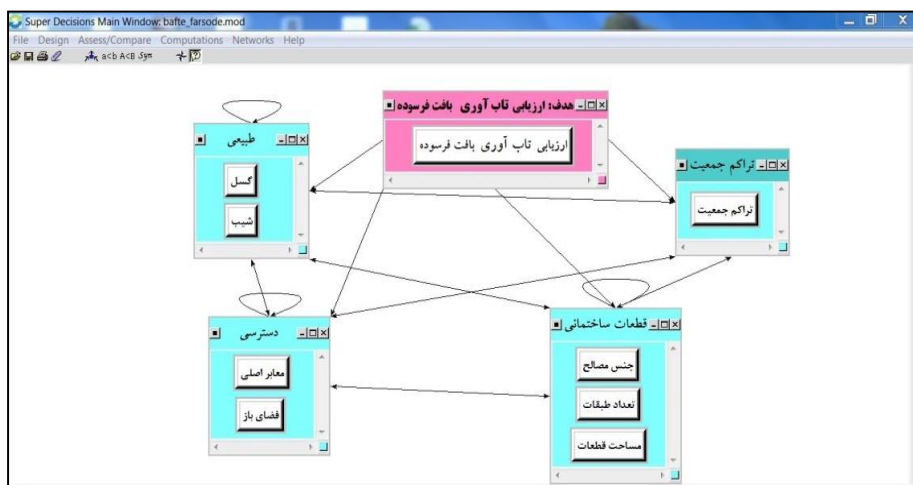 Super Decisions Main Window: bafte_farsode.mod
File Design Assess/Compare Computations Networks Help
a<b A<B Syn
هدف: ارزیابی تاب آوری بافت فرسوده
ارزیابی تاب آوری بافت فرسوده
طبیعی
گسل
شیب
تراکم جمعیت
تراکم جمعیت
دسترسی
معابر اصلی
فضای باز
قطعات ساختمانی
جنس مصالح
تعداد طبقات
مساحت قطعات